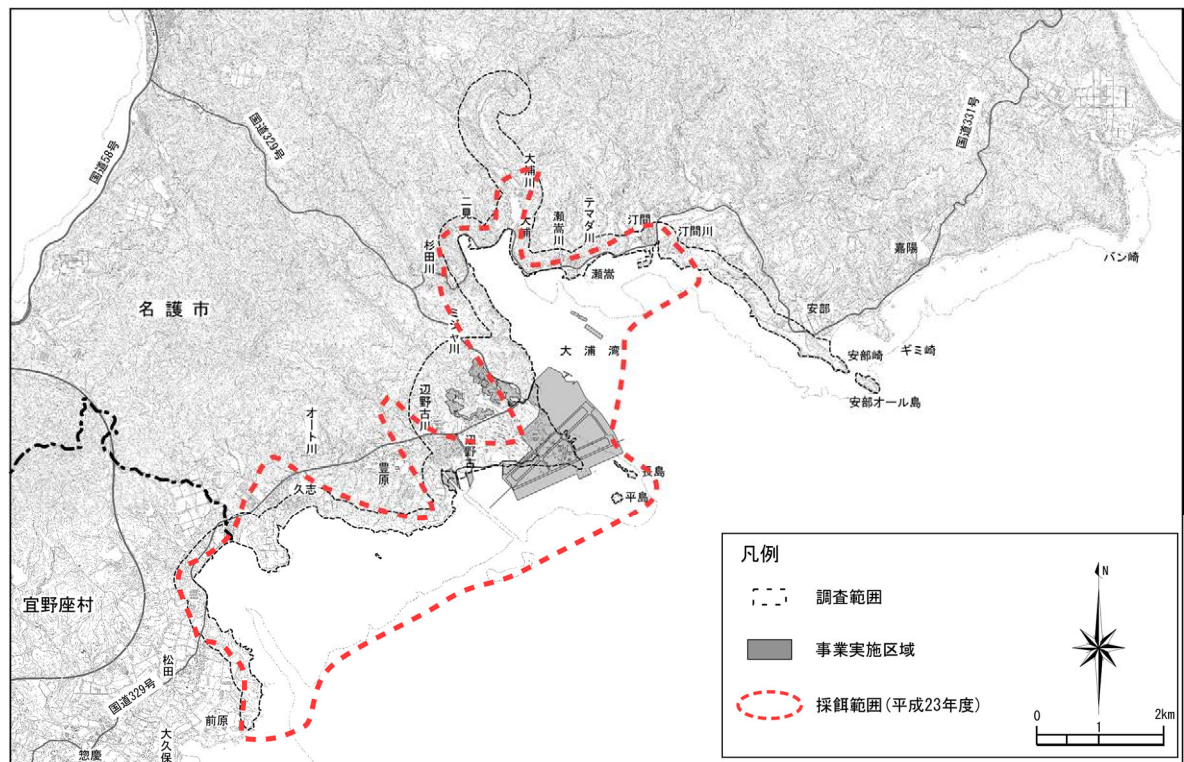 国道58号
国道329号
国道331号
大浦川
二見
大浦
瀬嵩川
テマダ川
汀間
汀間川
杉田川
瀬嵩
嘉陽
バン崎
名護市
安部
大浦湾
安部崎
ギミ崎
安部オール島
辺野古川
オート川
辺野古
豊原
久志
長島
平島
宜野座村
松田
国道329号
前原
大久保
惣慶
凡例
調査範囲
事業実施区域
採餌範囲(平成23年度)
N
0 1 2km